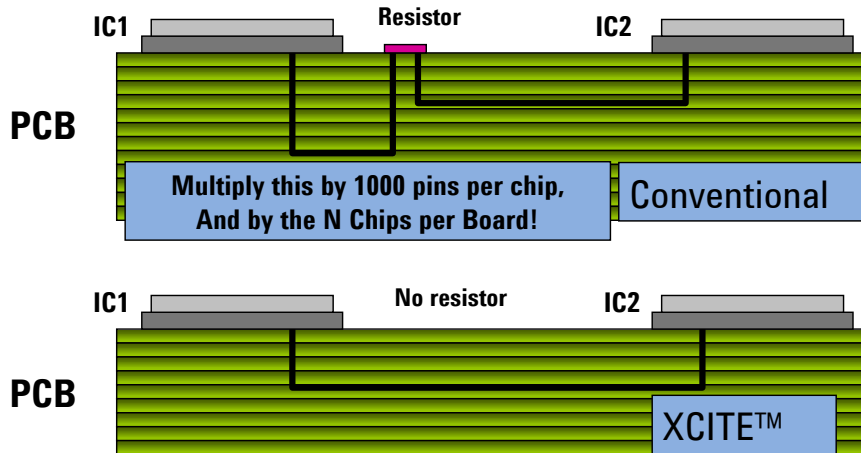 IC1
Resistor
IC2
PCB
Multiply this by 1000 pins per chip,
And by the N Chips per Board!
Conventional
IC1
No resistor
IC2
PCB
XCITE™